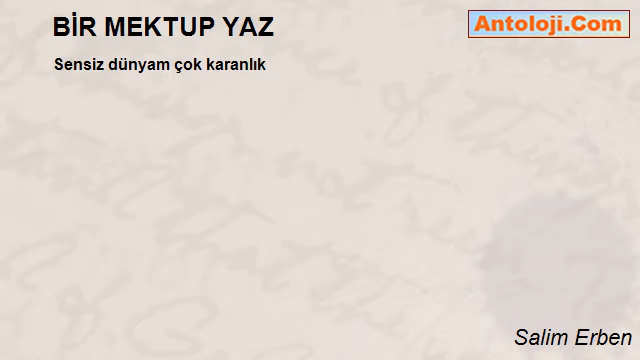 BİR MEKTUP YAZ
Antoloji.Com
Sensiz dünyam çok karanlık
Salim Erben